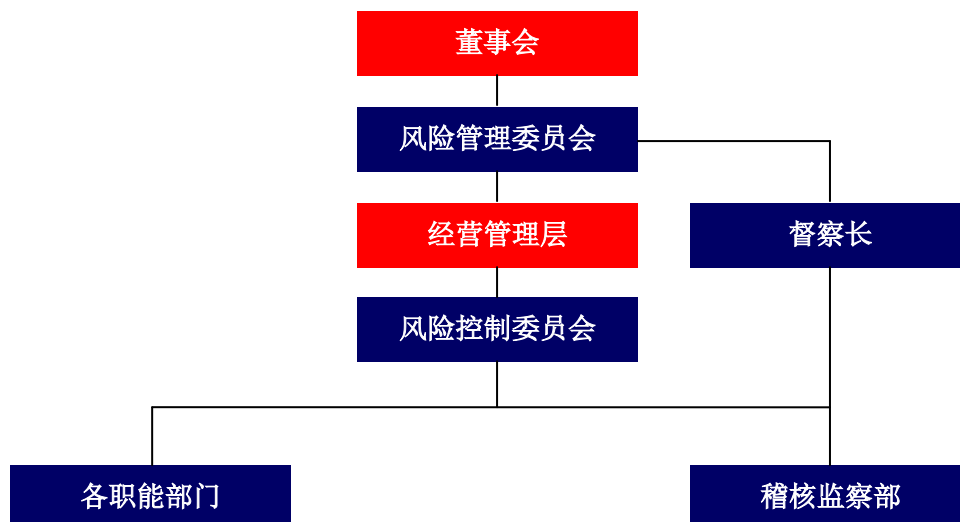 董事会
风险管理委员会
经营管理层
督察长
风险控制委员会
各职能部门
稽核监察部